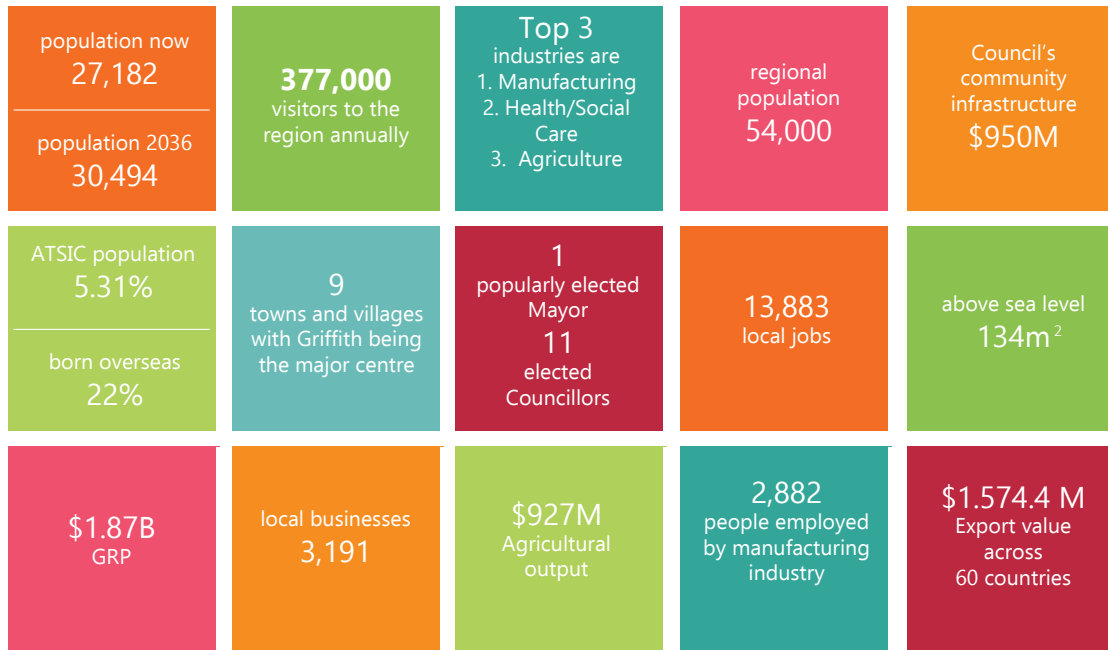 population now
27,182
population 2036
30,494
377,000
visitors to the
region annually
Top 3
industries are
1. Manufacturing
2. Health/Social
Care
3. Agriculture
regional
population
54,000
Council's
community
infrastructure
$950M
ATSIC population
5.31%
born overseas
22%
9
towns and villages
with Griffith being
the major centre
1
popularly elected
Mayor
11
elected
Councillors
13,883
local jobs
above sea level
134m²
$1.87B
GRP
local businesses
3,191
$927M
Agricultural
output
2,882
people employed
by manufacturing
industry
$1.574.4 M
Export value
across
60 countries